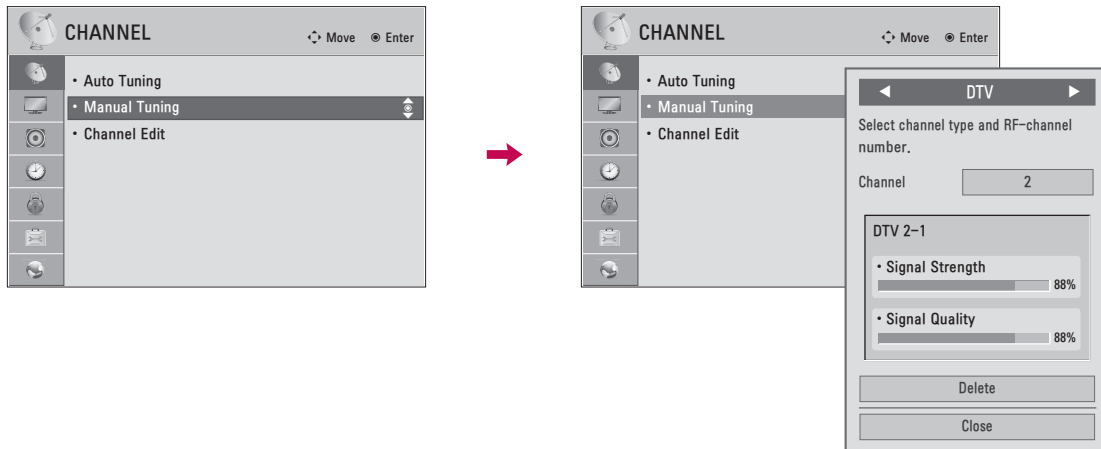 CHANNEL
Move
Enter
• Auto Tuning
• Manual Tuning
• Channel Edit
CHANNEL
Move
Enter
• Auto Tuning
• Manual Tuning
• Channel Edit
DTV
Select channel type and RF-channel
number.
Channel 2
DTV 2-1
• Signal Strength
88%
• Signal Quality
88%
Delete
Close